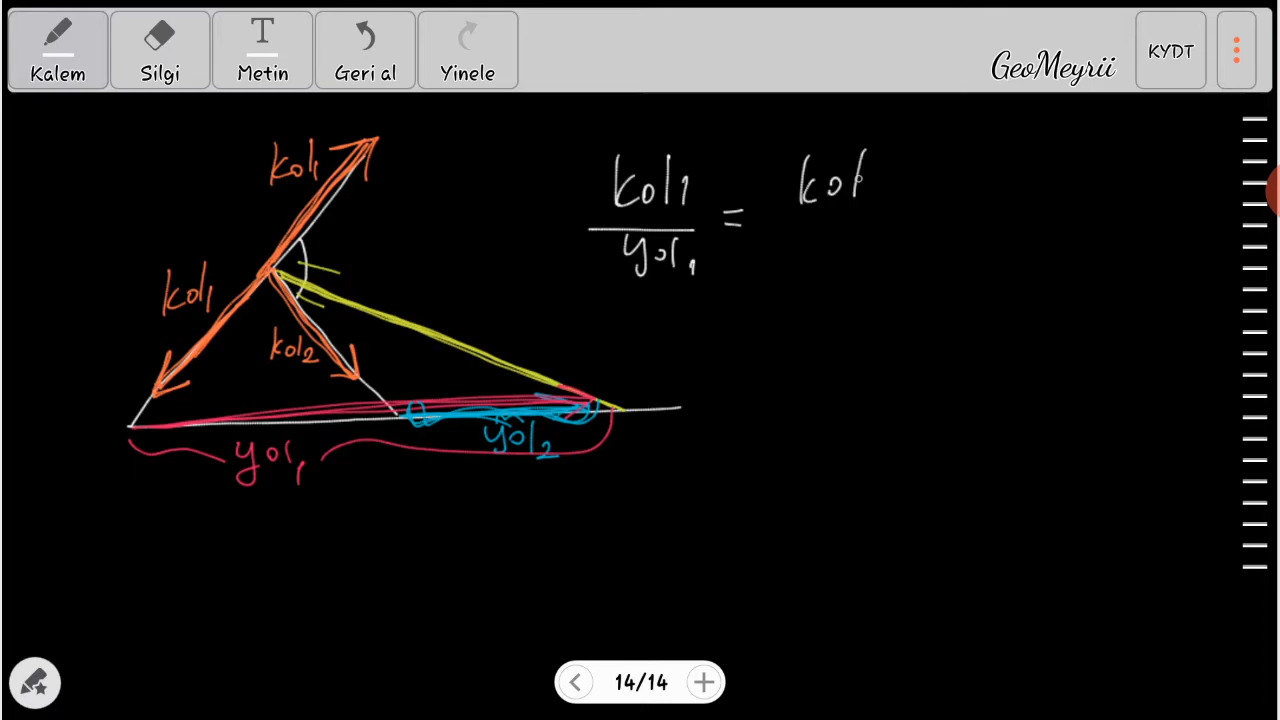 Kalem
Silgi
Metin
Geri al
Yinele
GeoMeyrii
KYDT
kol1
kol1
kol2
yol1
yol2
kol1
yol1
=
kol
14/14